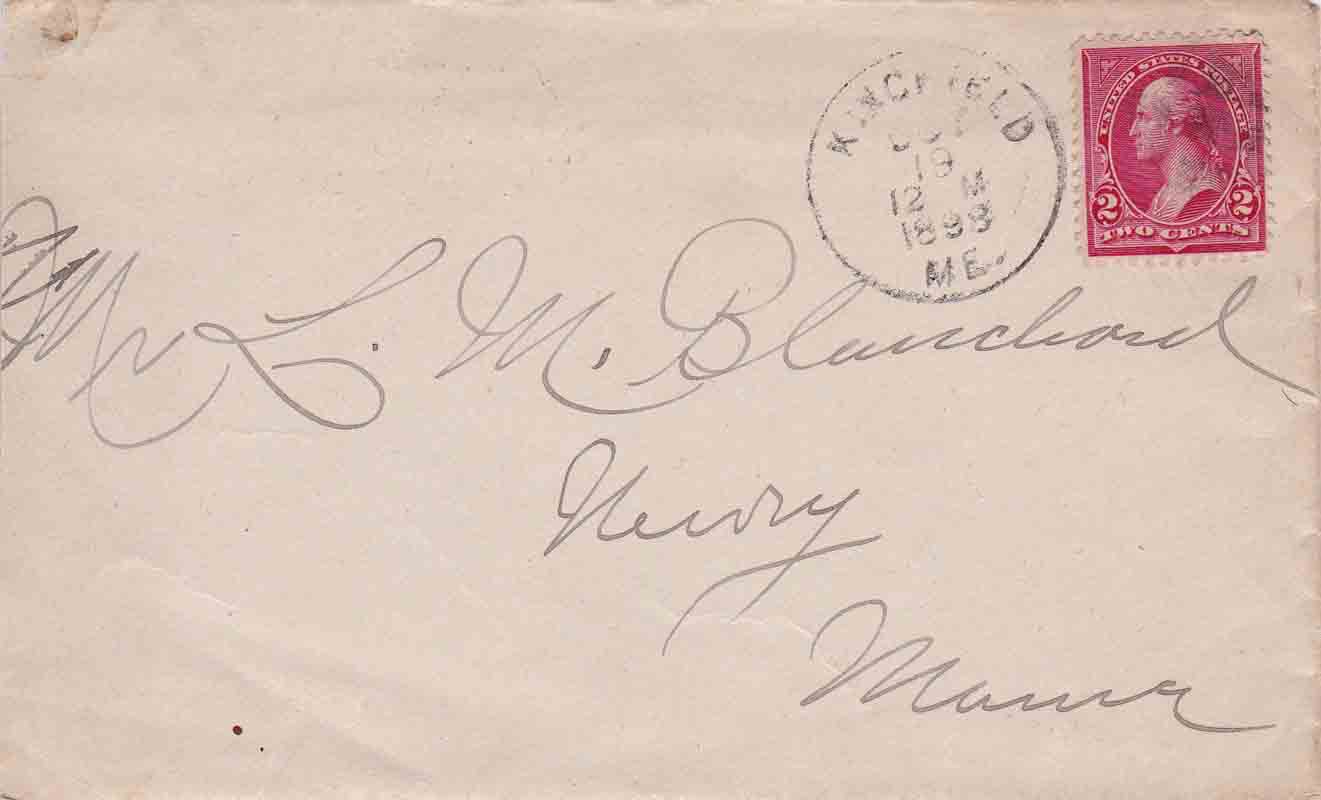 KINGFIELD
19
12 M
1898
ME.
UNITED STATES POSTAGE
2 2
TWO CENTS
Mr L. M. Blanchard
Newry
Maine